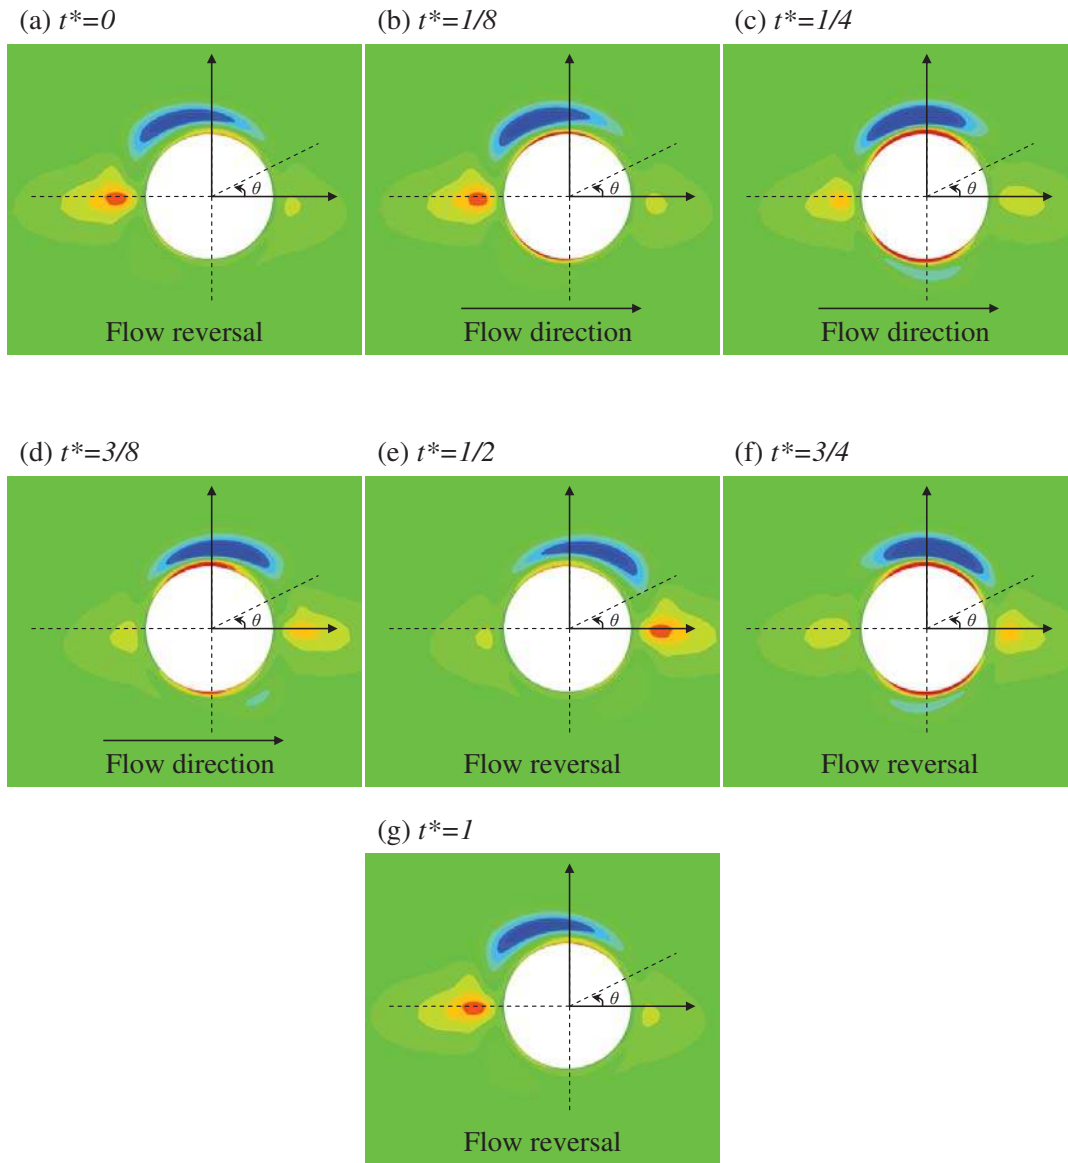 (a) t*=0
(b) t*=1/8
(c) t*=1/4
θ
θ
θ
Flow reversal
Flow direction
Flow direction
(d) t*=3/8
(e) t*=1/2
(f) t*=3/4
θ
θ
θ
Flow direction
Flow reversal
Flow reversal
(g) t*=1
θ
Flow reversal